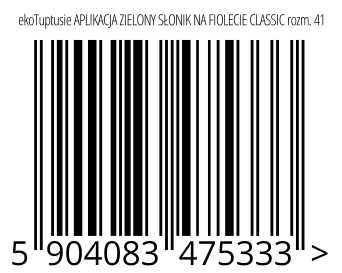 ekoTuptusie APLIKACJA ZIELONY SŁONIK NA FIOLECIE CLASSIC rozm. 41
5 904083 475333 >